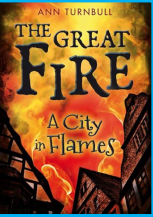 ANN TURNBULL
THE GREAT
FIRE
A City
in Flames